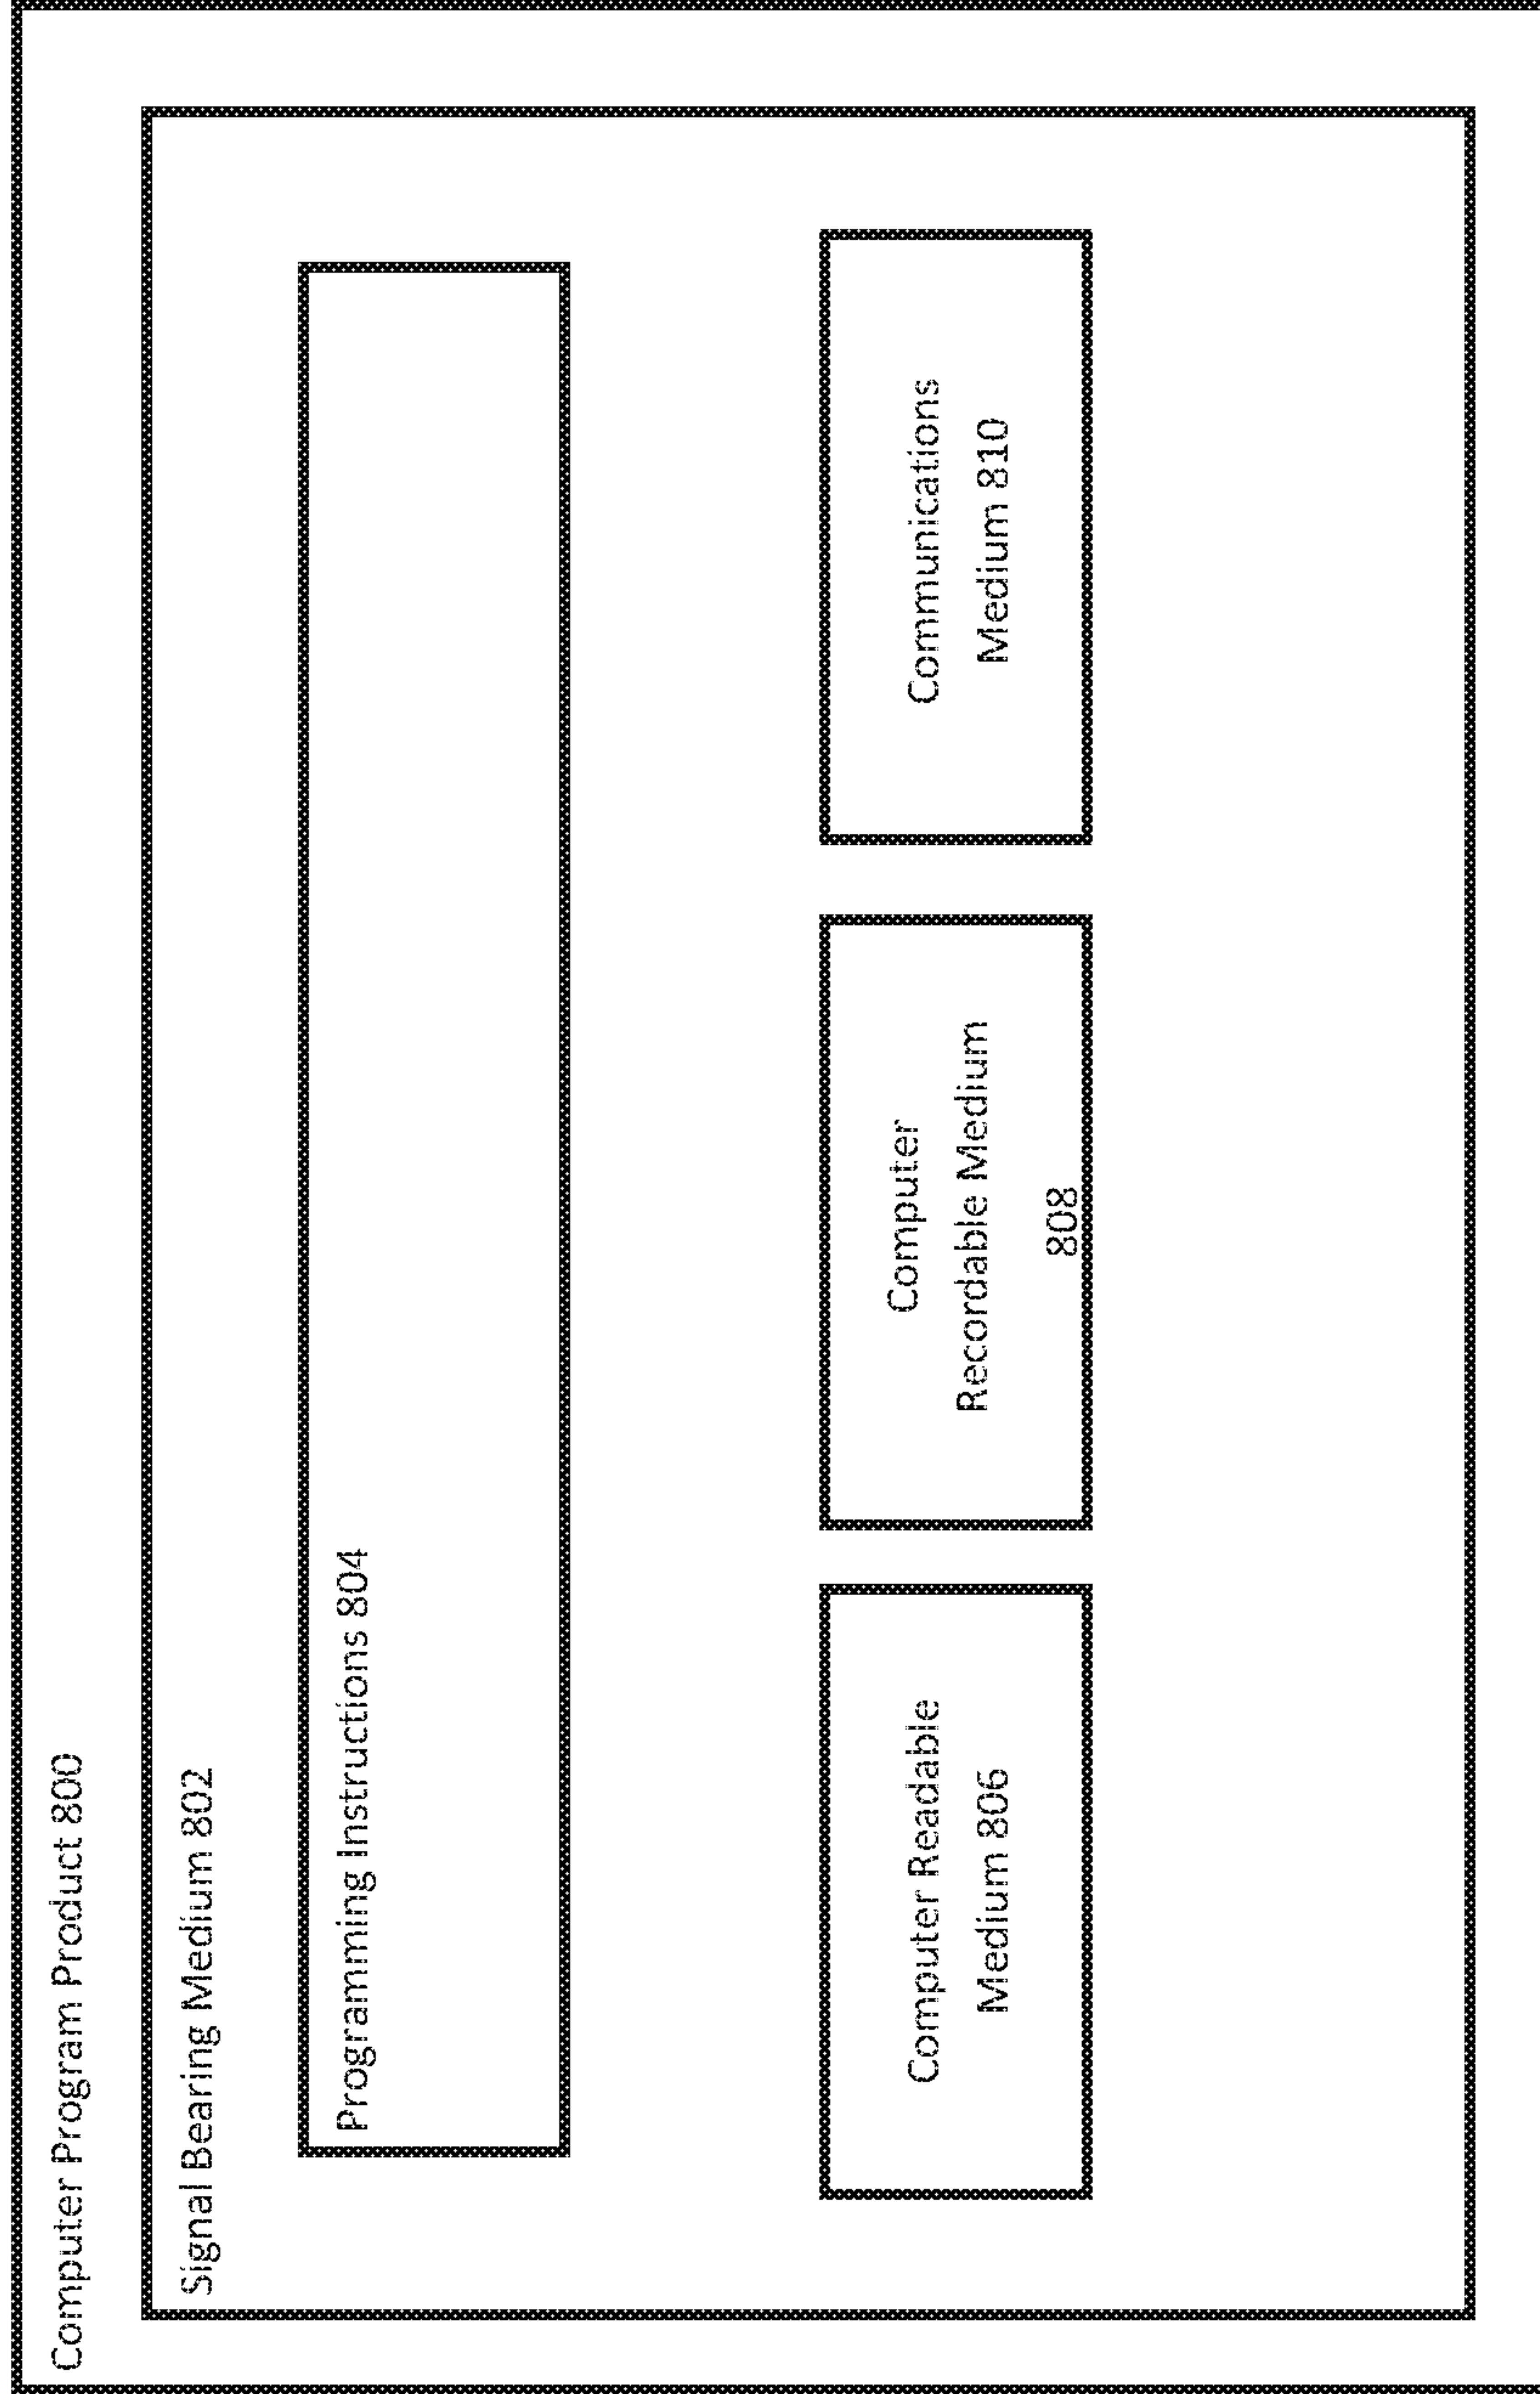 Computer Program Product 800
Signal Bearing Medium 802
Programming Instructions 804
Computer Readable
Medium 806
Computer
Recordable Medium
808
Communications
Medium 810